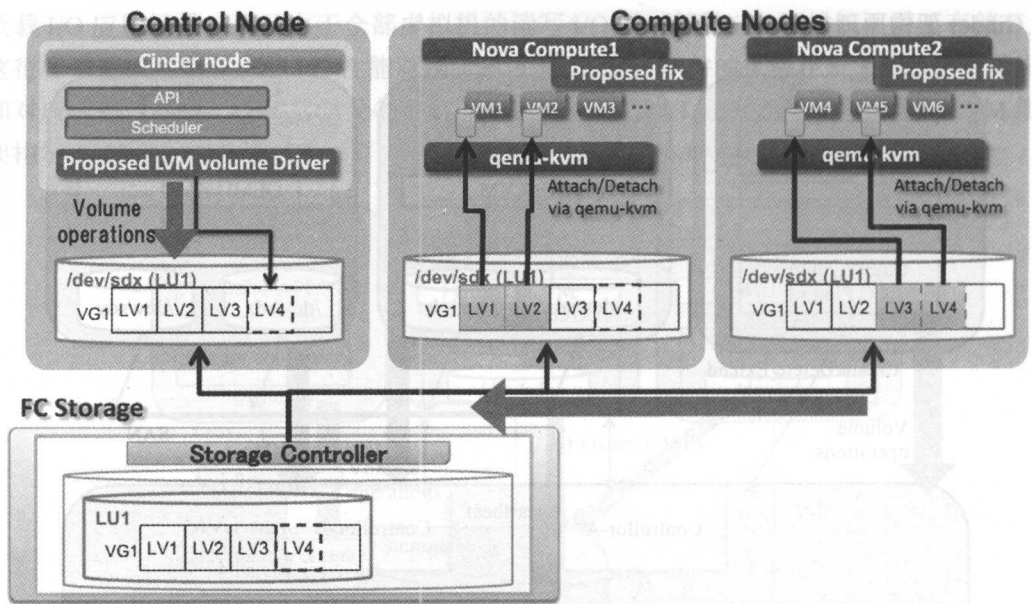 Control Node
Compute Nodes
Cinder node
API
Scheduler
Proposed LVM volume Driver
Volume
operations
/dev/sdx (LU1)
VG1 LV1 LV2 LV3 LV4
Nova Compute1
Proposed fix
VM1 VM2 VM3 ...
qemu-kvm
Attach/Detach
via qemu-kvm
/dev/sdx (LU1)
VG1 LV1 LV2 LV3 LV4
Nova Compute2
Proposed fix
VM4 VM5 VM6 ...
qemu-kvm
Attach/Detach
via qemu-kvm
/dev/sdx (LU1)
VG1 LV1 LV2 LV3 LV4
FC Storage
Storage Controller
LU1
VG1 LV1 LV2 LV3 LV4